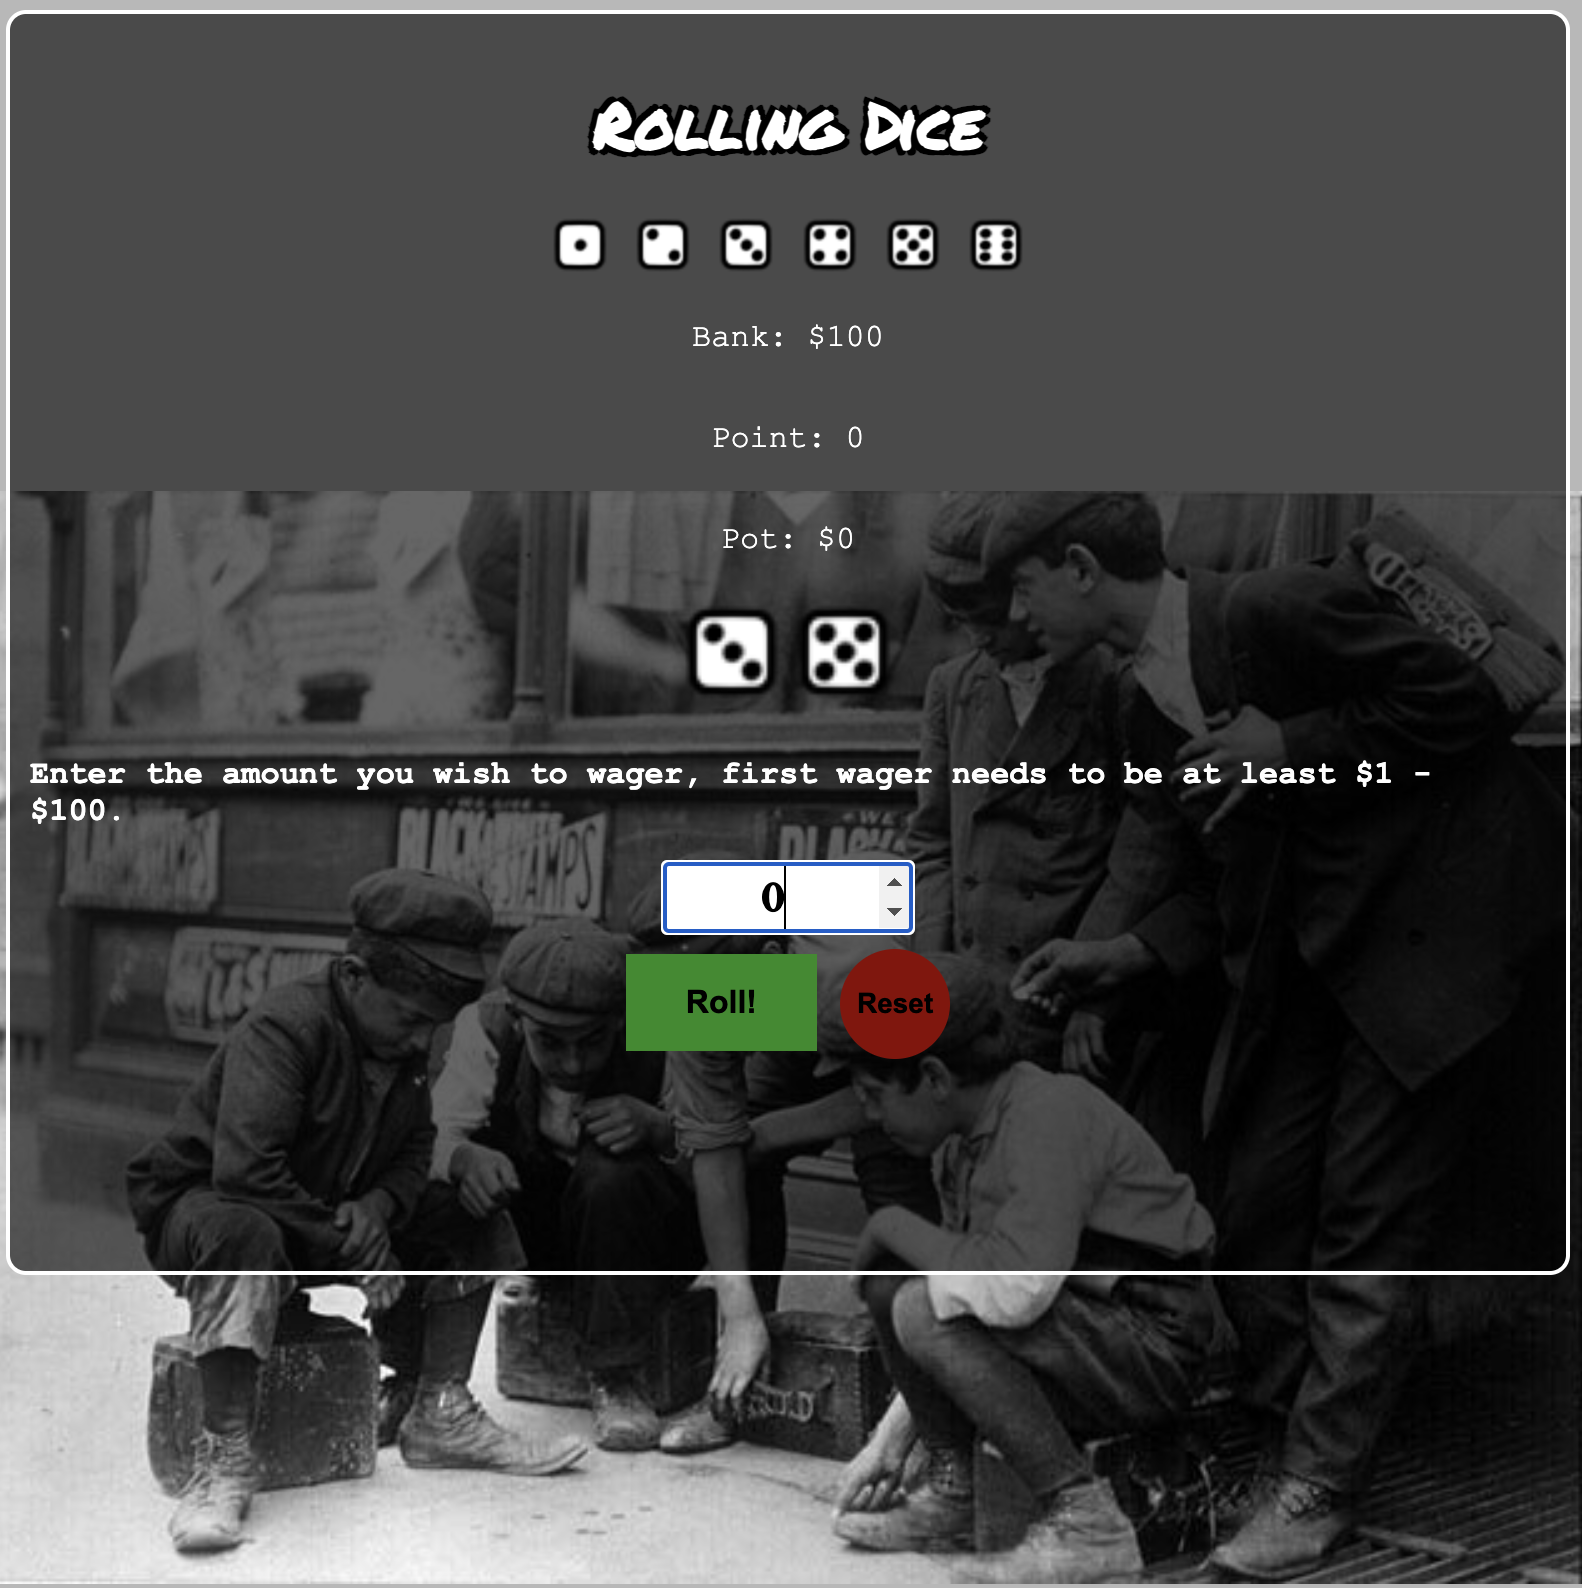 ROLLING DICE
Bank: $100
Point: 0
Pot: $0
Enter the amount you wish to wager, first wager needs to be at least $1 -
$100.
0
Roll!
Reset